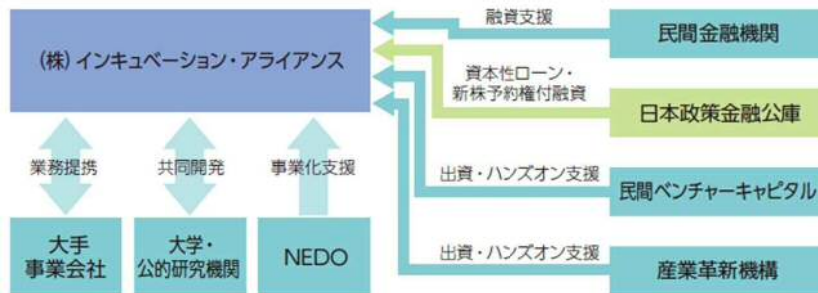 融資支援
民間金融機関
(株)インキュベーション・アライアンス
資本性ローン・
新株予約権付融資
日本政策金融公庫
業務提携
共同開発
事業化支援
出資・ハンズオン支援
民間ベンチャーキャピタル
大手
事業会社
大学・
公的研究機関
NEDO
出資・ハンズオン支援
産業革新機構